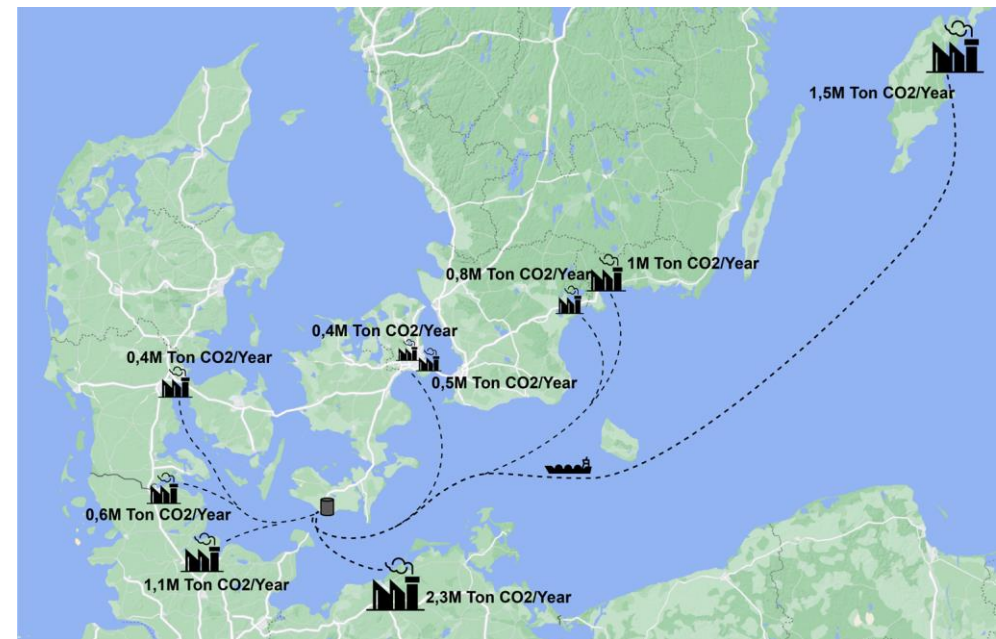 1,5M Ton CO2/Year
0,8M Ton CO2/Year
1M Ton CO2/Year
0,4M Ton CO2/Year
0,4M Ton CO2/Year
0,5M Ton CO2/Year
0,6M Ton CO2/Year
1,1M Ton CO2/Year
2,3M Ton CO2/Year